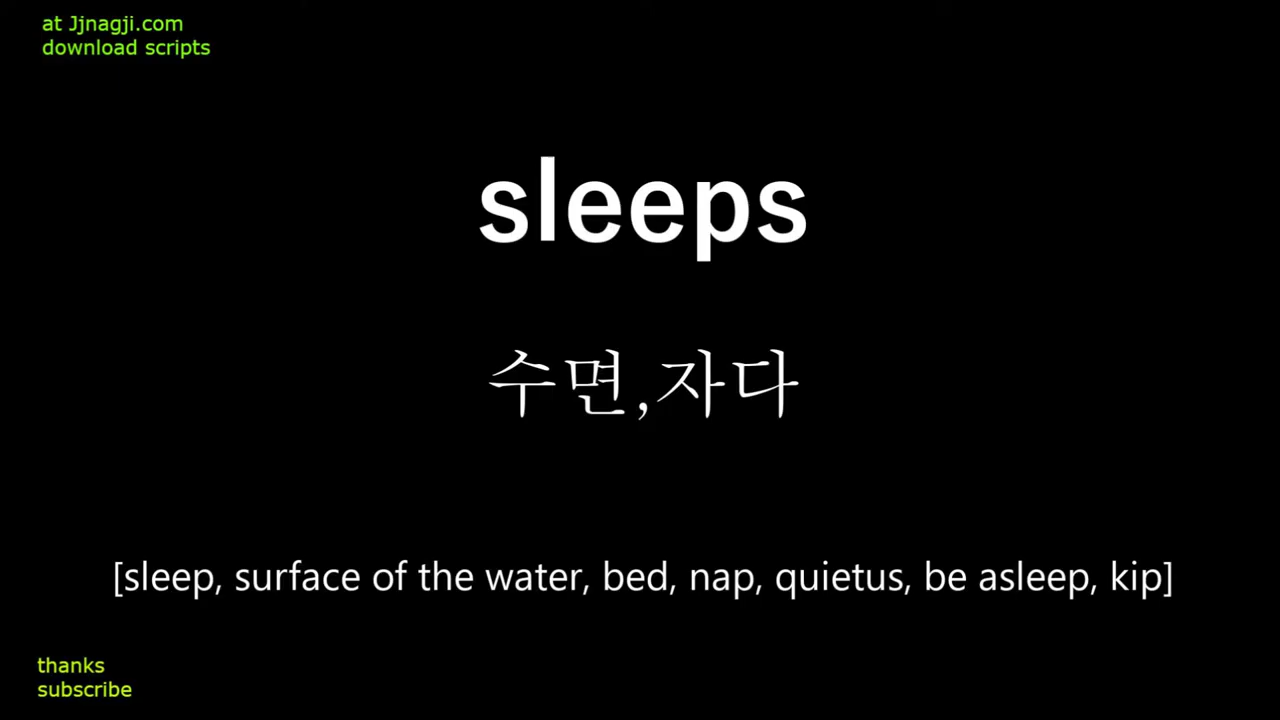 at Jjnagji.com
download scripts
sleeps
수면,자다
[sleep, surface of the water, bed, nap, quietus, be asleep, kip]
thanks
subscribe